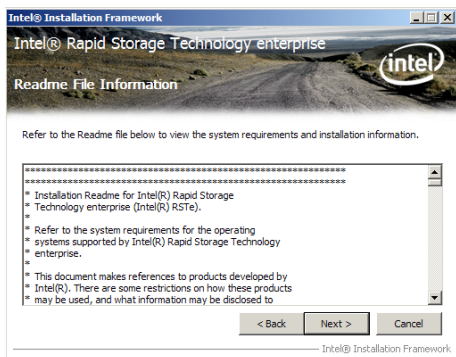 Intel® Installation Framework
Intel® Rapid Storage Technology enterprise
intel
Readme File Information
Refer to the Readme file below to view the system requirements and installation information.
************************************************************
************************************************************
* Installation Readme for Intel(R) Rapid Storage
* Technology enterprise (Intel(R) RSTe).
*
* Refer to the system requirements for the operating
* systems supported by Intel(R) Rapid Storage Technology
* enterprise.
*
* This document makes references to products developed by
* Intel(R). There are some restrictions on how these products
* may be used, and what information may be disclosed to
< Back
Next >
Cancel
Intel® Installation Framework